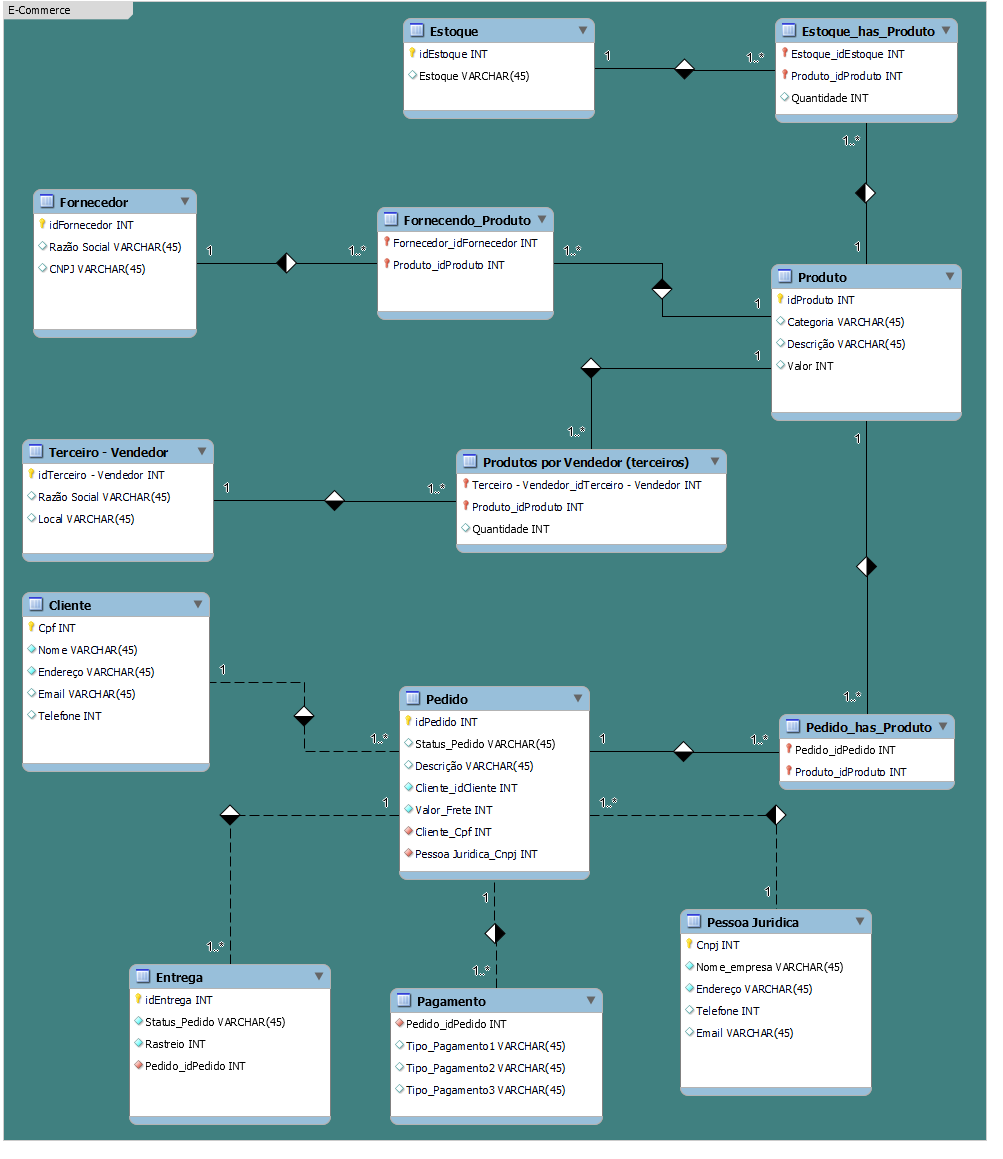 E-Commerce
Estoque
idEstoque INT
Estoque VARCHAR(45)
1
1..*
Estoque_has_Produto
Estoque_idEstoque INT
Produto_idProduto INT
Quantidade INT
1..*
1
Fornecedor
idFornecedor INT
Razão Social VARCHAR(45)
CNPJ VARCHAR(45)
1
1..*
Fornecendo_Produto
Fornecedor_idFornecedor INT
Produto_idProduto INT
1..*
1
Produto
idProduto INT
Categoria VARCHAR(45)
Descrição VARCHAR(45)
Valor INT
1
1..*
1
1..*
Terceiro - Vendedor
idTerceiro - Vendedor INT
Razão Social VARCHAR(45)
Local VARCHAR(45)
1
1..*
Produtos por Vendedor (terceiros)
Terceiro - Vendedor_idTerceiro - Vendedor INT
Produto_idProduto INT
Quantidade INT
Cliente
Cpf INT
Nome VARCHAR(45)
Endereço VARCHAR(45)
Email VARCHAR(45)
Telefone INT
1
1..*
Pedido
idPedido INT
Status_Pedido VARCHAR(45)
Descrição VARCHAR(45)
Cliente_idCliente INT
Valor_Frete INT
Cliente_Cpf INT
Pessoa Juridica_Cnpj INT
1
1..*
Pedido_has_Produto
Pedido_idPedido INT
Produto_idProduto INT
1
1..*
1..*
1
1
1..*
Entrega
idEntrega INT
Status_Pedido VARCHAR(45)
Rastreio INT
Pedido_idPedido INT
Pagamento
Pedido_idPedido INT
Tipo_Pagamento1 VARCHAR(45)
Tipo_Pagamento2 VARCHAR(45)
Tipo_Pagamento3 VARCHAR(45)
Pessoa Juridica
Cnpj INT
Nome_empresa VARCHAR(45)
Endereço VARCHAR(45)
Telefone INT
Email VARCHAR(45)